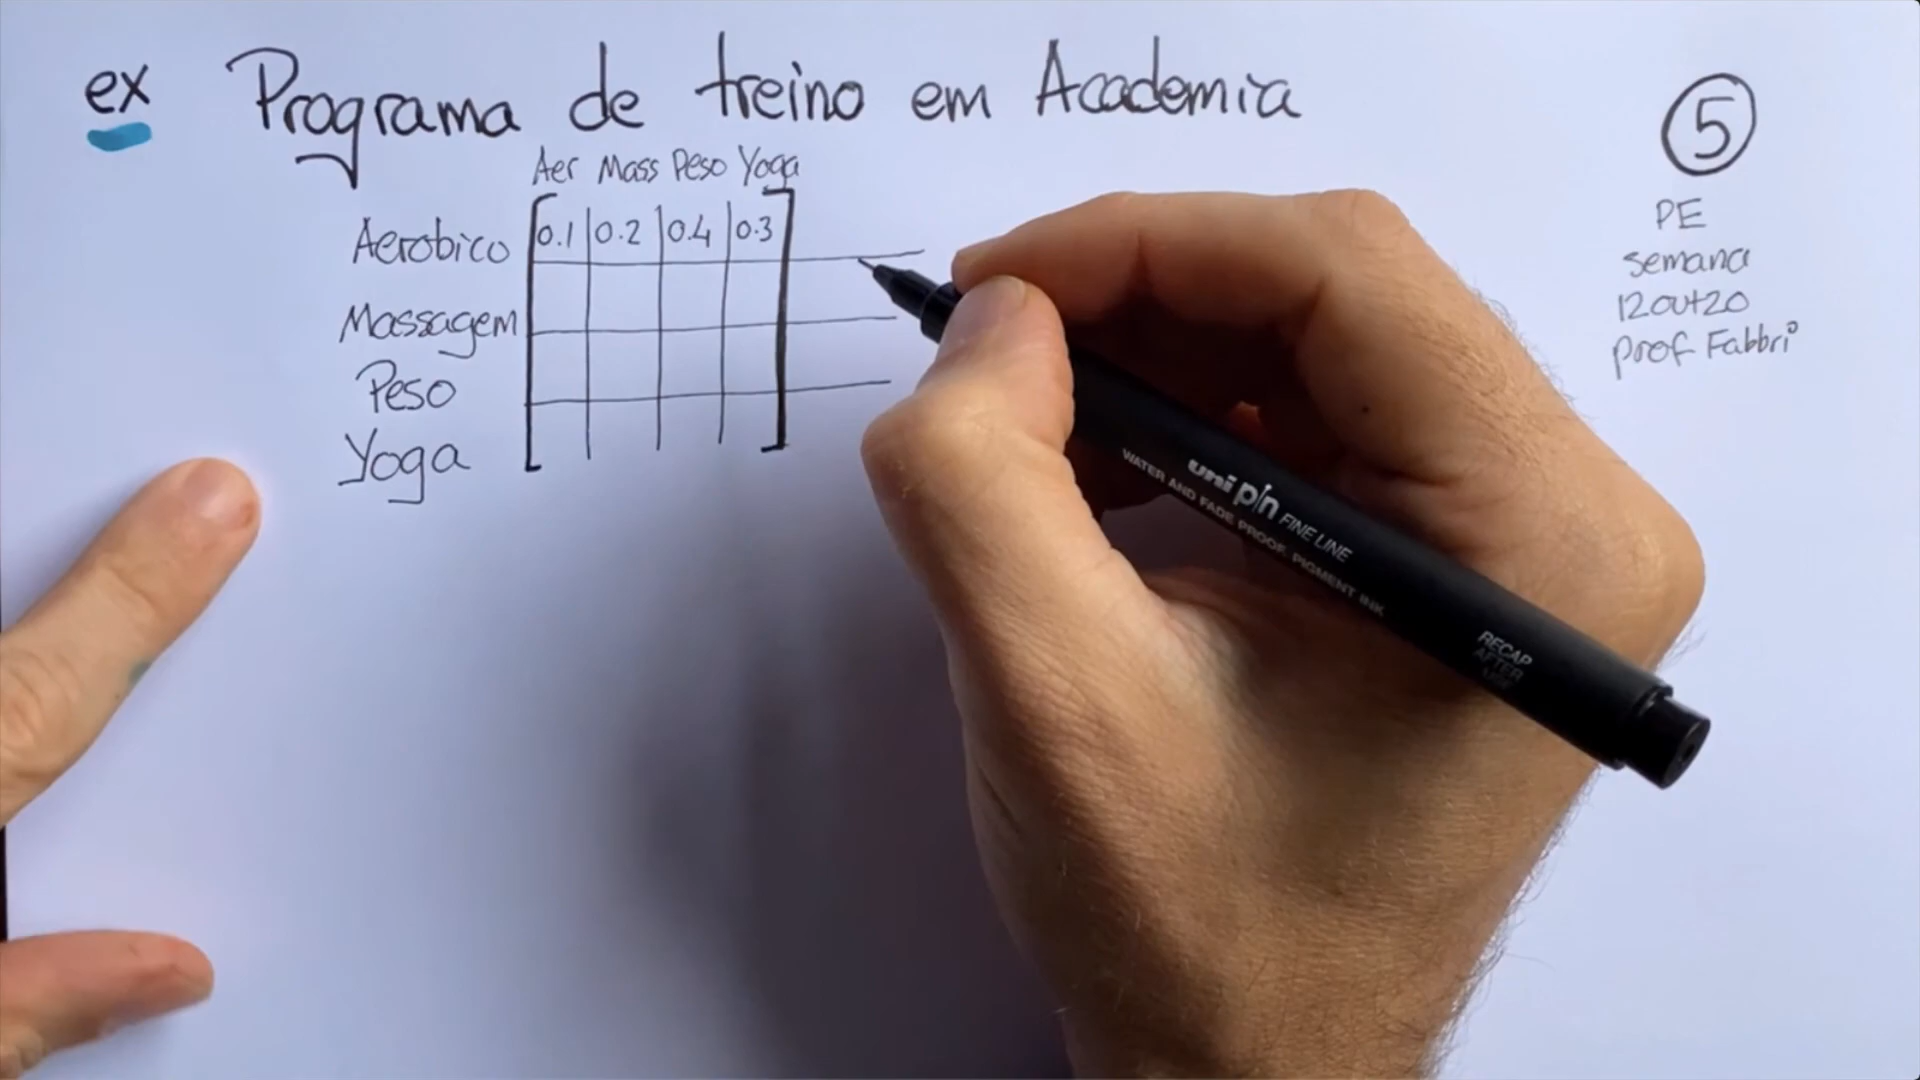 ex Programa de treino em Academia
Aer Mass Peso Yoga
Aerobico 0.1 0.2 0.4 0.3
Massagem
Peso
Yoga
5
PE
semana
12out20
prof Fabbri
uni pin FINE LINE
WATER AND FADE PROOF, PIGMENT INK
RECAP
AFTER
USE